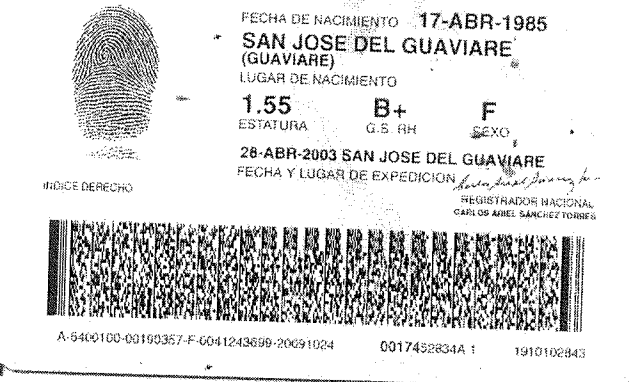 FECHA DE NACIMIENTO 17-ABR-1985
SAN JOSE DEL GUAVIARE
(GUAVIARE)
LUGAR DE NACIMIENTO
1.55 B+ F
ESTATURA G.S. RH SEXO
28-ABR-2003 SAN JOSE DEL GUAVIARE
FECHA Y LUGAR DE EXPEDICION
INDICE DERECHO
REGISTRADOR NACIONAL
CARLOS ARIEL SANCHEZ TORRES
A-6400100-00190357-F-0041243699-20091024 0017452834A 1 1910102843